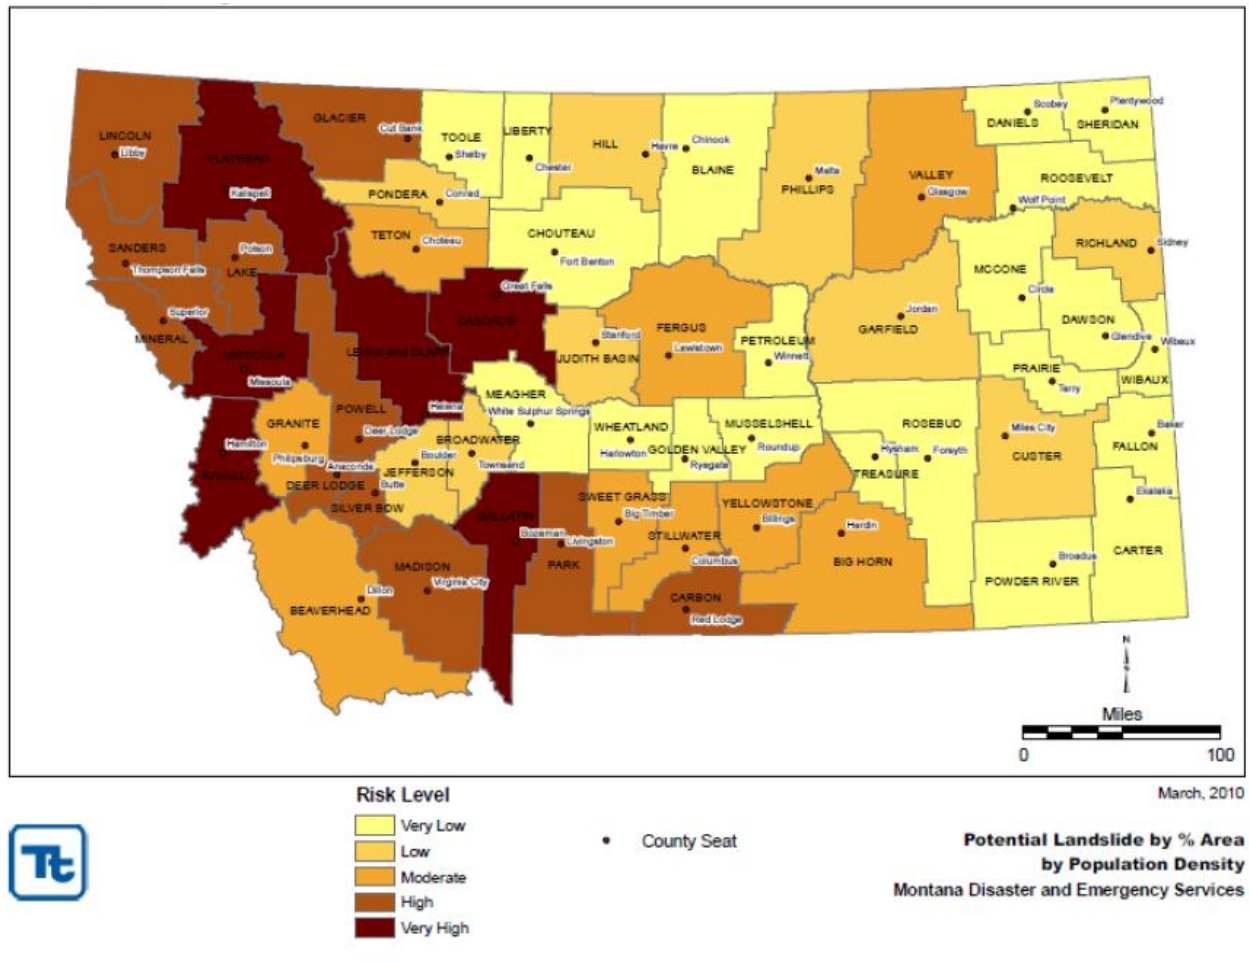 LINCOLN
Libby
FLATHEAD
Kalispell
GLACIER
Cut Bank
TOOLE
Shelby
LIBERTY
Chester
HILL
Havre
Chinook
BLAINE
Malta
PHILLIPS
VALLEY
Glasgow
Scobey
DANIELS
Plentywood
SHERIDAN
ROOSEVELT
Wolf Point
PONDERA
Conrad
TETON
Choteau
CHOUTEAU
Fort Benton
SANDERS
Thompson Falls
Polson
LAKE
RICHLAND
Sidney
MCCONE
Circle
Superior
MINERAL
MISSOULA
Missoula
LEWIS AND CLARK
Helena
Great Falls
CASCADE
Stanford
JUDITH BASIN
FERGUS
Lewistown
PETROLEUM
Winnett
Jordan
GARFIELD
DAWSON
Glendive
Wibaux
WIBAUX
PRAIRIE
Terry
MEAGHER
White Sulphur Springs
POWELL
Deer Lodge
GRANITE
Philipsburg
Hamilton
RAVALLI
Anaconda
DEER LODGE
Butte
SILVER BOW
Boulder
JEFFERSON
BROADWATER
Townsend
WHEATLAND
Harlowton
GOLDEN VALLEY
Ryegate
MUSSELSHELL
Roundup
ROSEBUD
Hysham
Forsyth
TREASURE
Miles City
CUSTER
Baker
FALLON
Ekalaka
CARTER
SWEET GRASS
Big Timber
STILLWATER
Columbus
YELLOWSTONE
Billings
Hardin
BIG HORN
GALLATIN
Bozeman
Livingston
PARK
MADISON
Virginia City
Dillon
BEAVERHEAD
CARBON
Red Lodge
Broadus
POWDER RIVER
N
Miles
0 100
March, 2010
Risk Level
Very Low
Low
Moderate
High
Very High
County Seat
Tt
Potential Landslide by % Area
by Population Density
Montana Disaster and Emergency Services